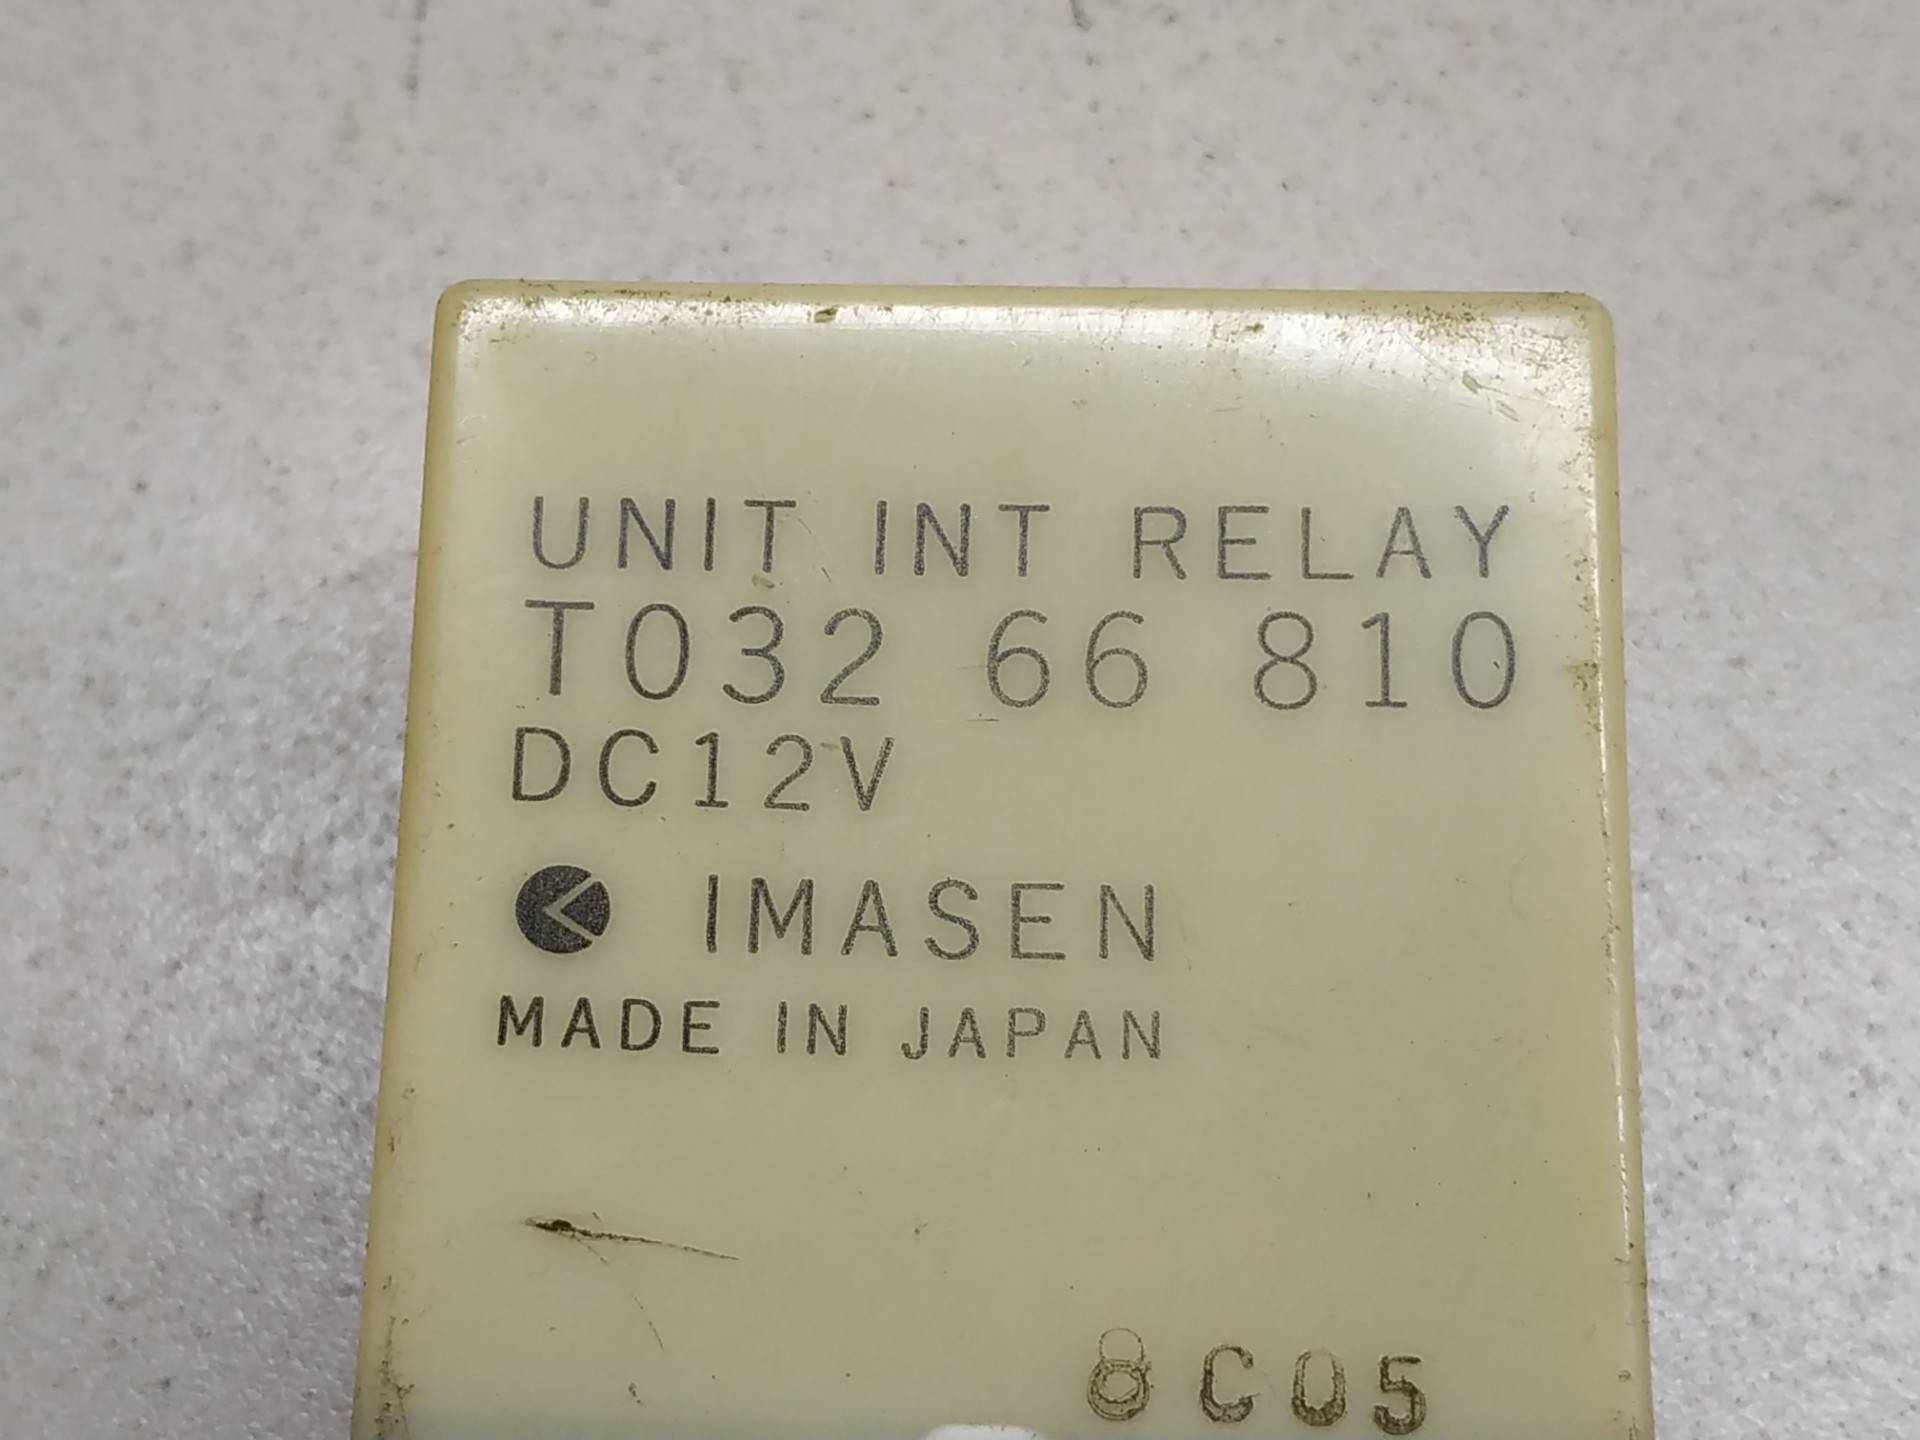 UNIT INT RELAY
T032 66 810
DC12V
IMASEN
MADE IN JAPAN
8C05